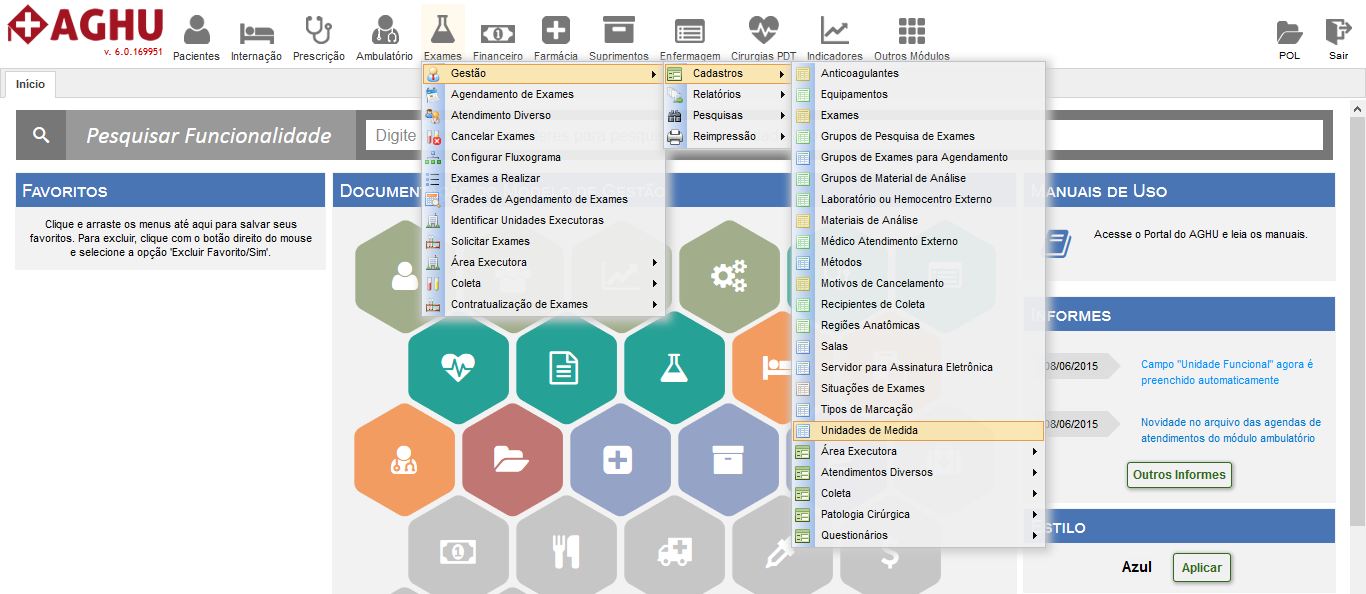 AGHU
v. 6.0.169951
Pacientes
Internação
Prescrição
Ambulatório
Exames
Financeiro
Farmácia
Suprimentos
Enfermagem
Cirurgias PDT
Indicadores
Outros Módulos
POL
Sair
Início
Pesquisar Funcionalidade
Digite
FAVORITOS
Clique e arraste os menus até aqui para salvar seus
favoritos. Para excluir, clique com o botão direito do mouse
e selecione a opção 'Excluir Favorito/Sim'.
Gestão
Agendamento de Exames
Atendimento Diverso
Cancelar Exames
Configurar Fluxograma
Exames a Realizar
Grades de Agendamento de Exames
Identificar Unidades Executoras
Solicitar Exames
Área Executora
Coleta
Contratualização de Exames
Cadastros
Relatórios
Pesquisas
Reimpressão
Anticoagulantes
Equipamentos
Exames
Grupos de Pesquisa de Exames
Grupos de Exames para Agendamento
Grupos de Material de Análise
Laboratório ou Hemocentro Externo
Materiais de Análise
Médico Atendimento Externo
Métodos
Motivos de Cancelamento
Recipientes de Coleta
Regiões Anatômicas
Salas
Servidor para Assinatura Eletrônica
Situações de Exames
Tipos de Marcação
Unidades de Medida
Área Executora
Atendimentos Diversos
Coleta
Patologia Cirúrgica
Questionários
MANUAIS DE USO
Acesse o Portal do AGHU e leia os manuais.
INFORMES
08/06/2015
Campo "Unidade Funcional" agora é
preenchido automaticamente
08/06/2015
Novidade no arquivo das agendas de
atendimentos do módulo ambulatório
Outros Informes
ESTILO
Azul
Aplicar